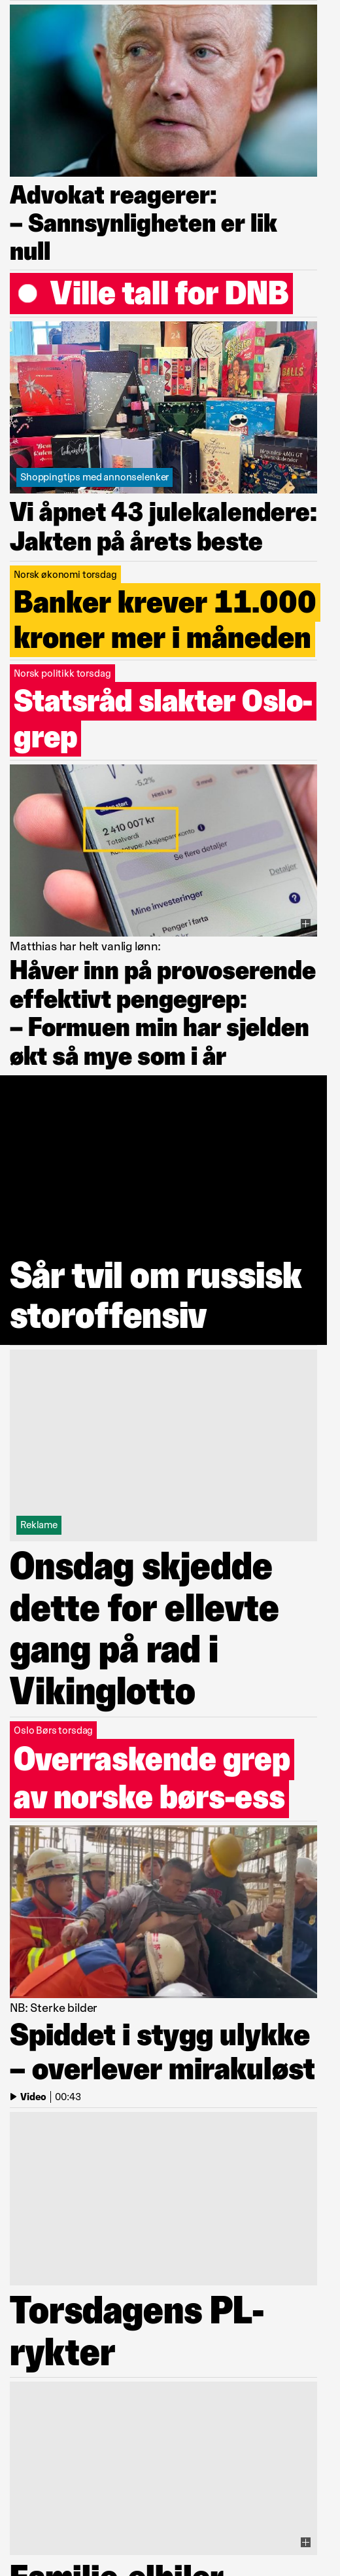 Advokat reagerer:
– Sannsynligheten er lik
null
Ville tall for DNB
24
Shoppingtips med annonselenker
Vi åpnet 43 julekalendere:
Jakten på årets beste
Norsk økonomi torsdag
Banker krever 11.000
kroner mer i måneden
Norsk politikk torsdag
Statsråd slakter Oslo-
grep
-5,2%
2 410 007 kr
Totalverdi
Se flere detaljer
Mine investeringer
Detaljer
Penger i farta
Matthias har helt vanlig lønn:
Håver inn på provoserende
effektivt pengegrep:
– Formuen min har sjelden
økt så mye som i år
Sår tvil om russisk
storoffensiv
Reklame
Onsdag skjedde
dette for ellevte
gang på rad i
Vikinglotto
Oslo Børs torsdag
Overraskende grep
av norske børs-ess
NB: Sterke bilder
Spiddet i stygg ulykke
– overlever mirakuløst
Video | 00:43
Torsdagens PL-
rykter
Familie-elbiler